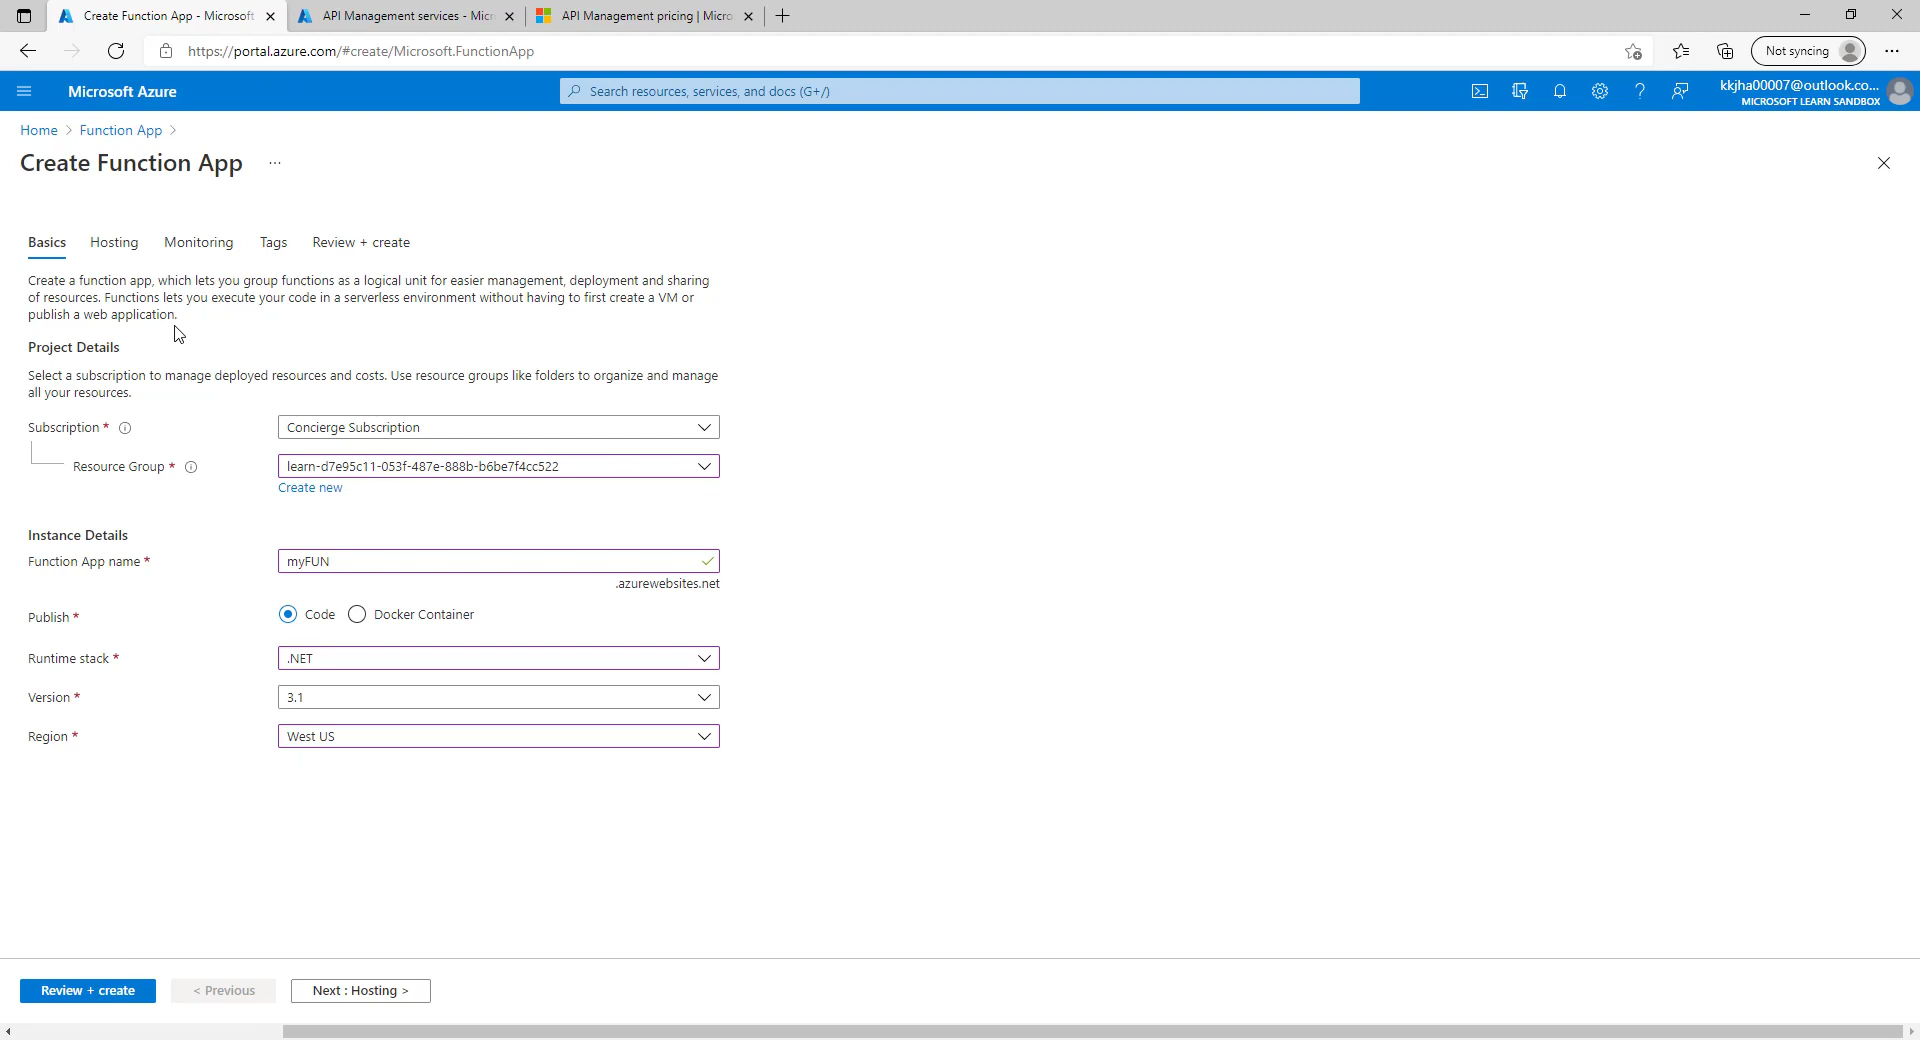 Create Function App - Microsoft
API Management services - Micr
API Management pricing | Micro
https://portal.azure.com/#create/Microsoft.FunctionApp
Not syncing
Microsoft Azure
Search resources, services, and docs (G+/)
kkjha00007@outlook.co...
MICROSOFT LEARN SANDBOX
Home > Function App >
Create Function App ...
Basics Hosting Monitoring Tags Review + create
Create a function app, which lets you group functions as a logical unit for easier management, deployment and sharing
of resources. Functions lets you execute your code in a serverless environment without having to first create a VM or
publish a web application.
Project Details
Select a subscription to manage deployed resources and costs. Use resource groups like folders to organize and manage
all your resources.
Subscription * Concierge Subscription
Resource Group * learn-d7e95c11-053f-487e-888b-b6be7f4cc522
Create new
Instance Details
Function App name * myFUN
.azurewebsites.net
Publish * Code Docker Container
Runtime stack * .NET
Version * 3.1
Region * West US
Review + create < Previous Next : Hosting >